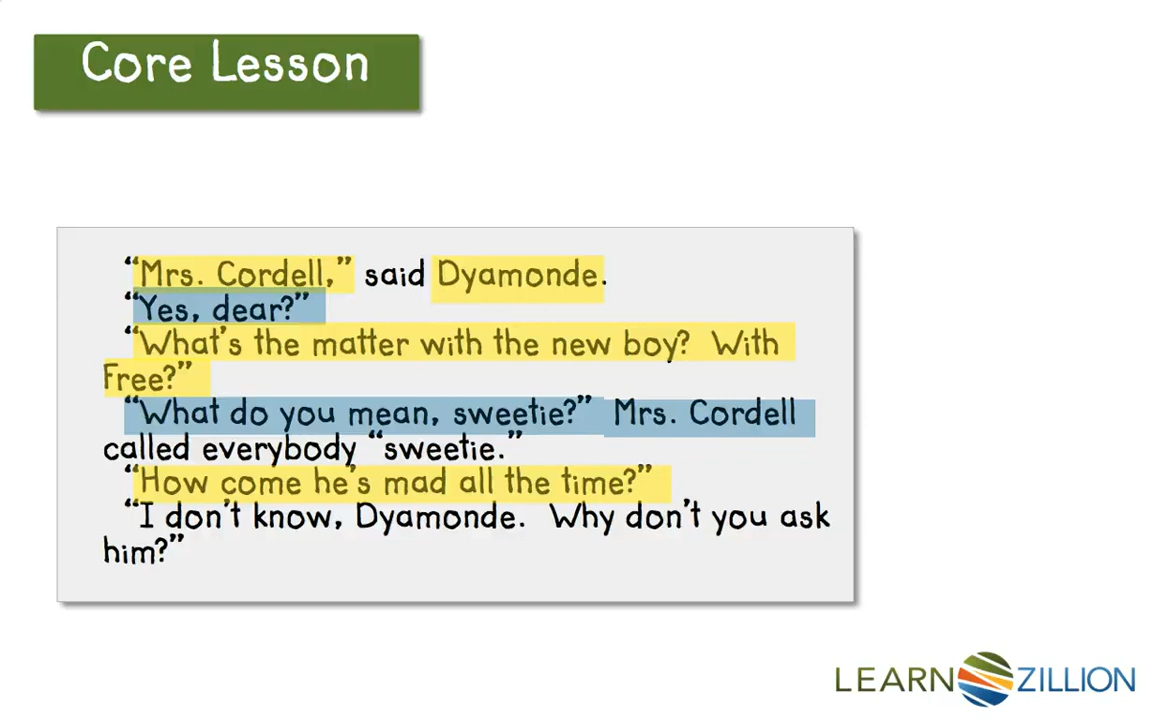 Core Lesson
“Mrs. Cordell,” said Dyamonde.
“Yes, dear?”
“What's the matter with the new boy? With
Free?”
“What do you mean, sweetie?” Mrs. Cordell
called everybody “sweetie.”
“How come he's mad all the time?”
“I don't know, Dyamonde. Why don't you ask
him?”
LEARN ZILLION